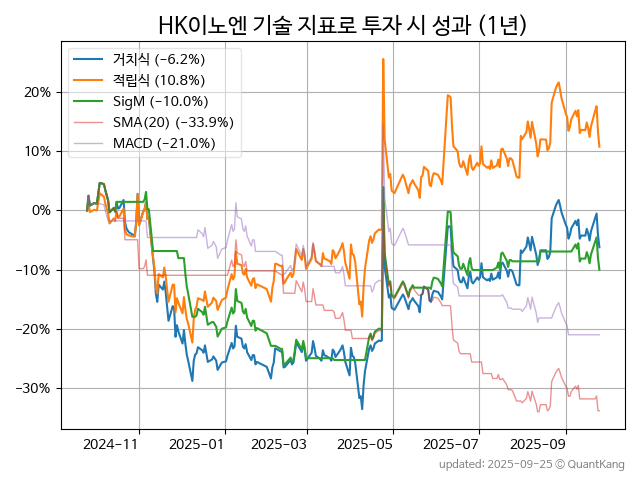 HK이노엔 기술 지표로 투자 시 성과 (1년)
거치식 (−6.2%)
적립식 (10.8%)
SigM (−10.0%)
SMA(20) (−33.9%)
MACD (−21.0%)
20%
10%
0%
−10%
−20%
−30%
2024-11 2025-01 2025-03 2025-05 2025-07 2025-09
updated: 2025-09-25 © QuantKang